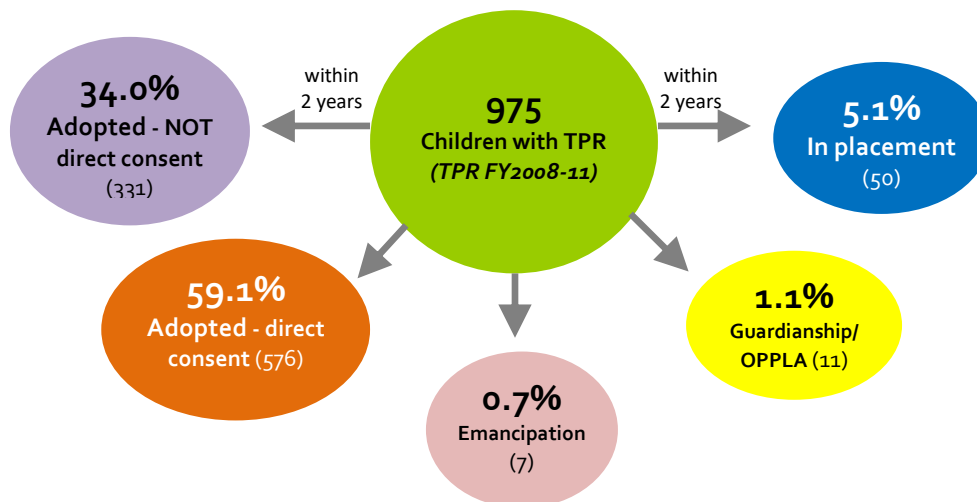 34.0%
Adopted - NOT
direct consent
(331)
within
2 years
975
Children with TPR
(TPR FY2008-11)
within
2 years
5.1%
In placement
(50)
59.1%
Adopted - direct
consent (576)
0.7%
Emancipation
(7)
1.1%
Guardianship/
OPPLA (11)